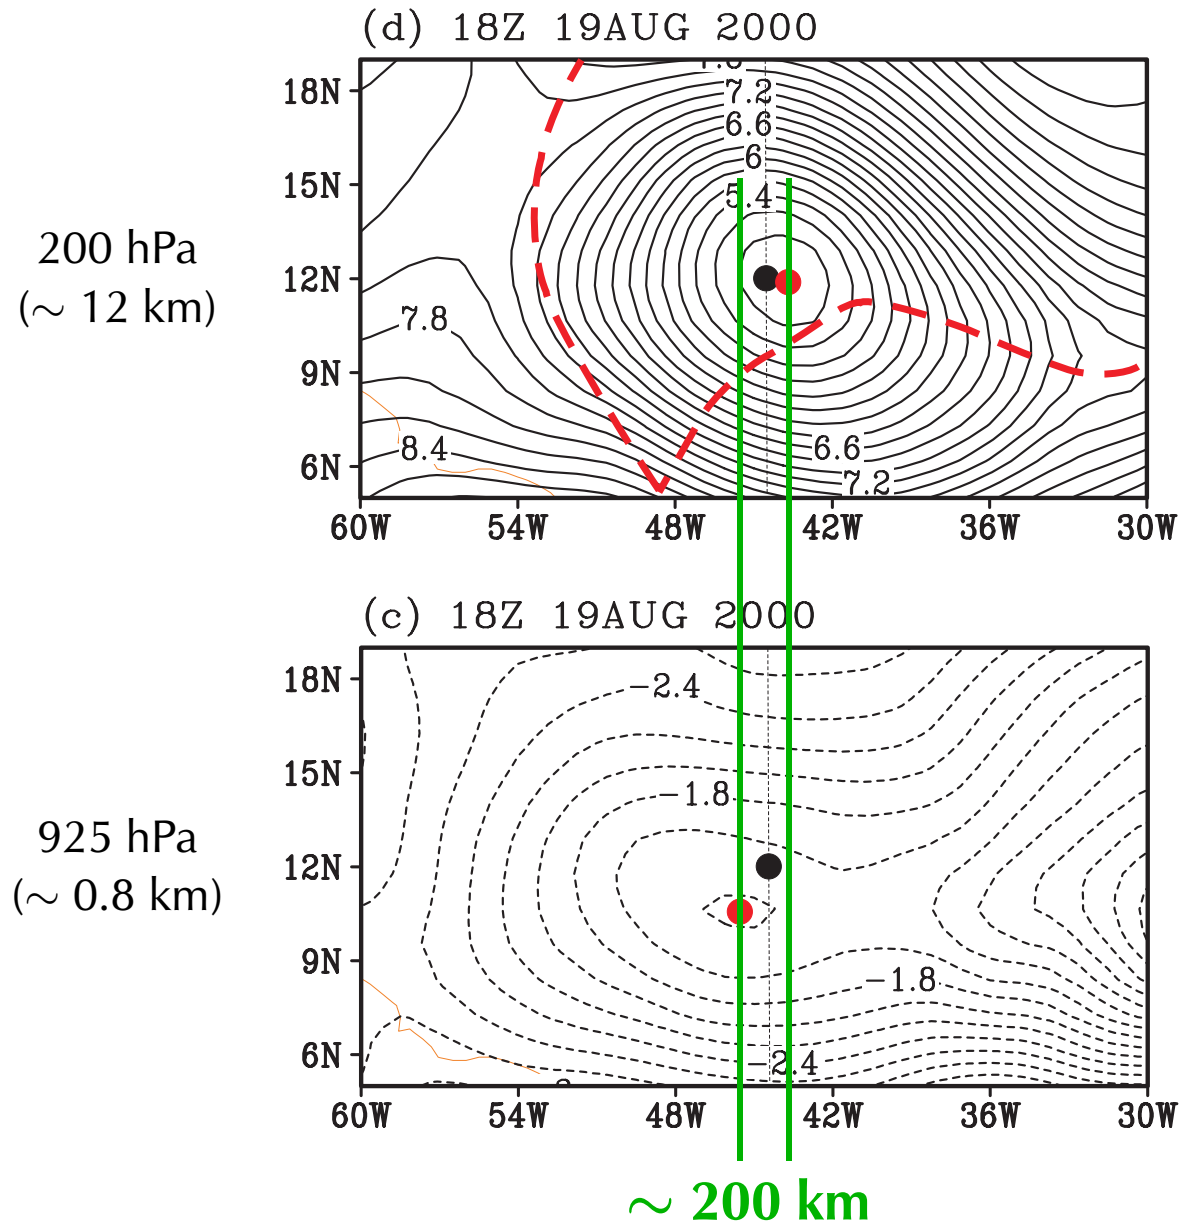 (d) 18Z 19AUG 2000
18N
15N
12N
9N
6N
7.2
6.6
6
5.4
7.8
8.4
6.6
7.2
60W 54W 48W 42W 36W 30W
200 hPa
(∼ 12 km)
(c) 18Z 19AUG 2000
18N
15N
12N
9N
6N
−2.4
−1.8
−1.8
−2.4
60W 54W 48W 42W 36W 30W
925 hPa
(∼ 0.8 km)
∼ 200 km